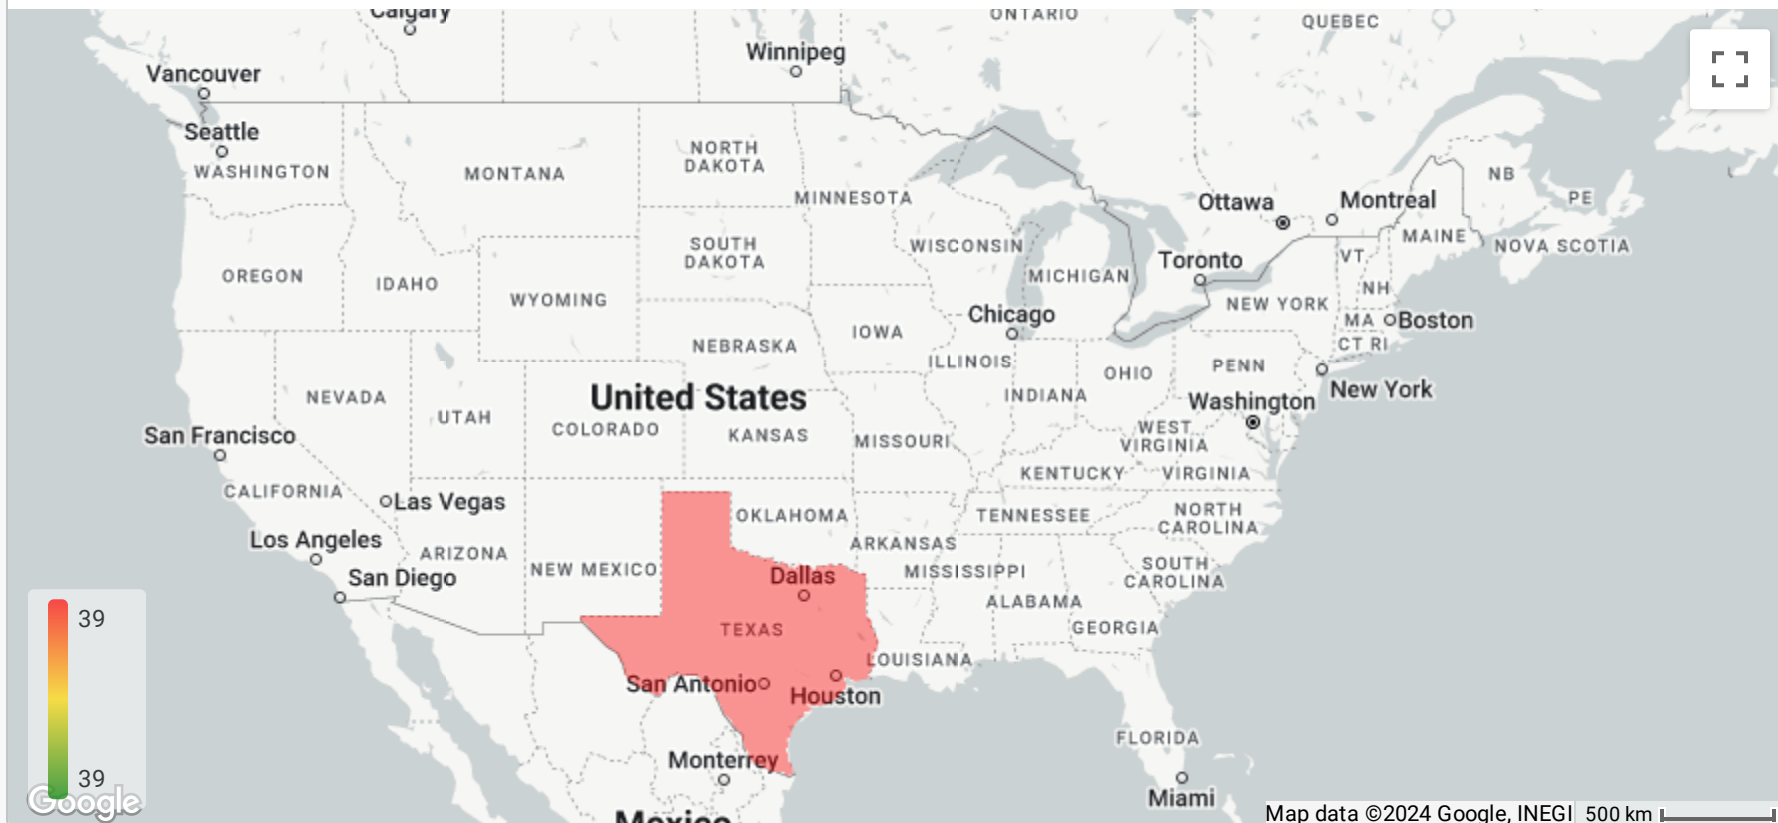 Calgary
ONTARIO
QUEBEC
Winnipeg
Vancouver
Seattle
WASHINGTON
MONTANA
NORTH
DAKOTA
MINNESOTA
NB
PE
Ottawa
Montreal
MAINE
NOVA SCOTIA
OREGON
IDAHO
WYOMING
SOUTH
DAKOTA
WISCONSIN
MICHIGAN
Toronto
VT
NH
NEW YORK
MA
Boston
CT RI
Chicago
IOWA
NEBRASKA
ILLINOIS
INDIANA
OHIO
PENN
New York
Washington
United States
NEVADA
UTAH
COLORADO
KANSAS
MISSOURI
WEST
VIRGINIA
KENTUCKY
VIRGINIA
San Francisco
CALIFORNIA
Las Vegas
Los Angeles
ARIZONA
NEW MEXICO
San Diego
OKLAHOMA
ARKANSAS
TENNESSEE
NORTH
CAROLINA
SOUTH
CAROLINA
MISSISSIPPI
ALABAMA
GEORGIA
Dallas
TEXAS
LOUISIANA
San Antonio
Houston
Monterrey
FLORIDA
Miami
Mexico
39
39
Google
Map data ©2024 Google, INEGI
500 km